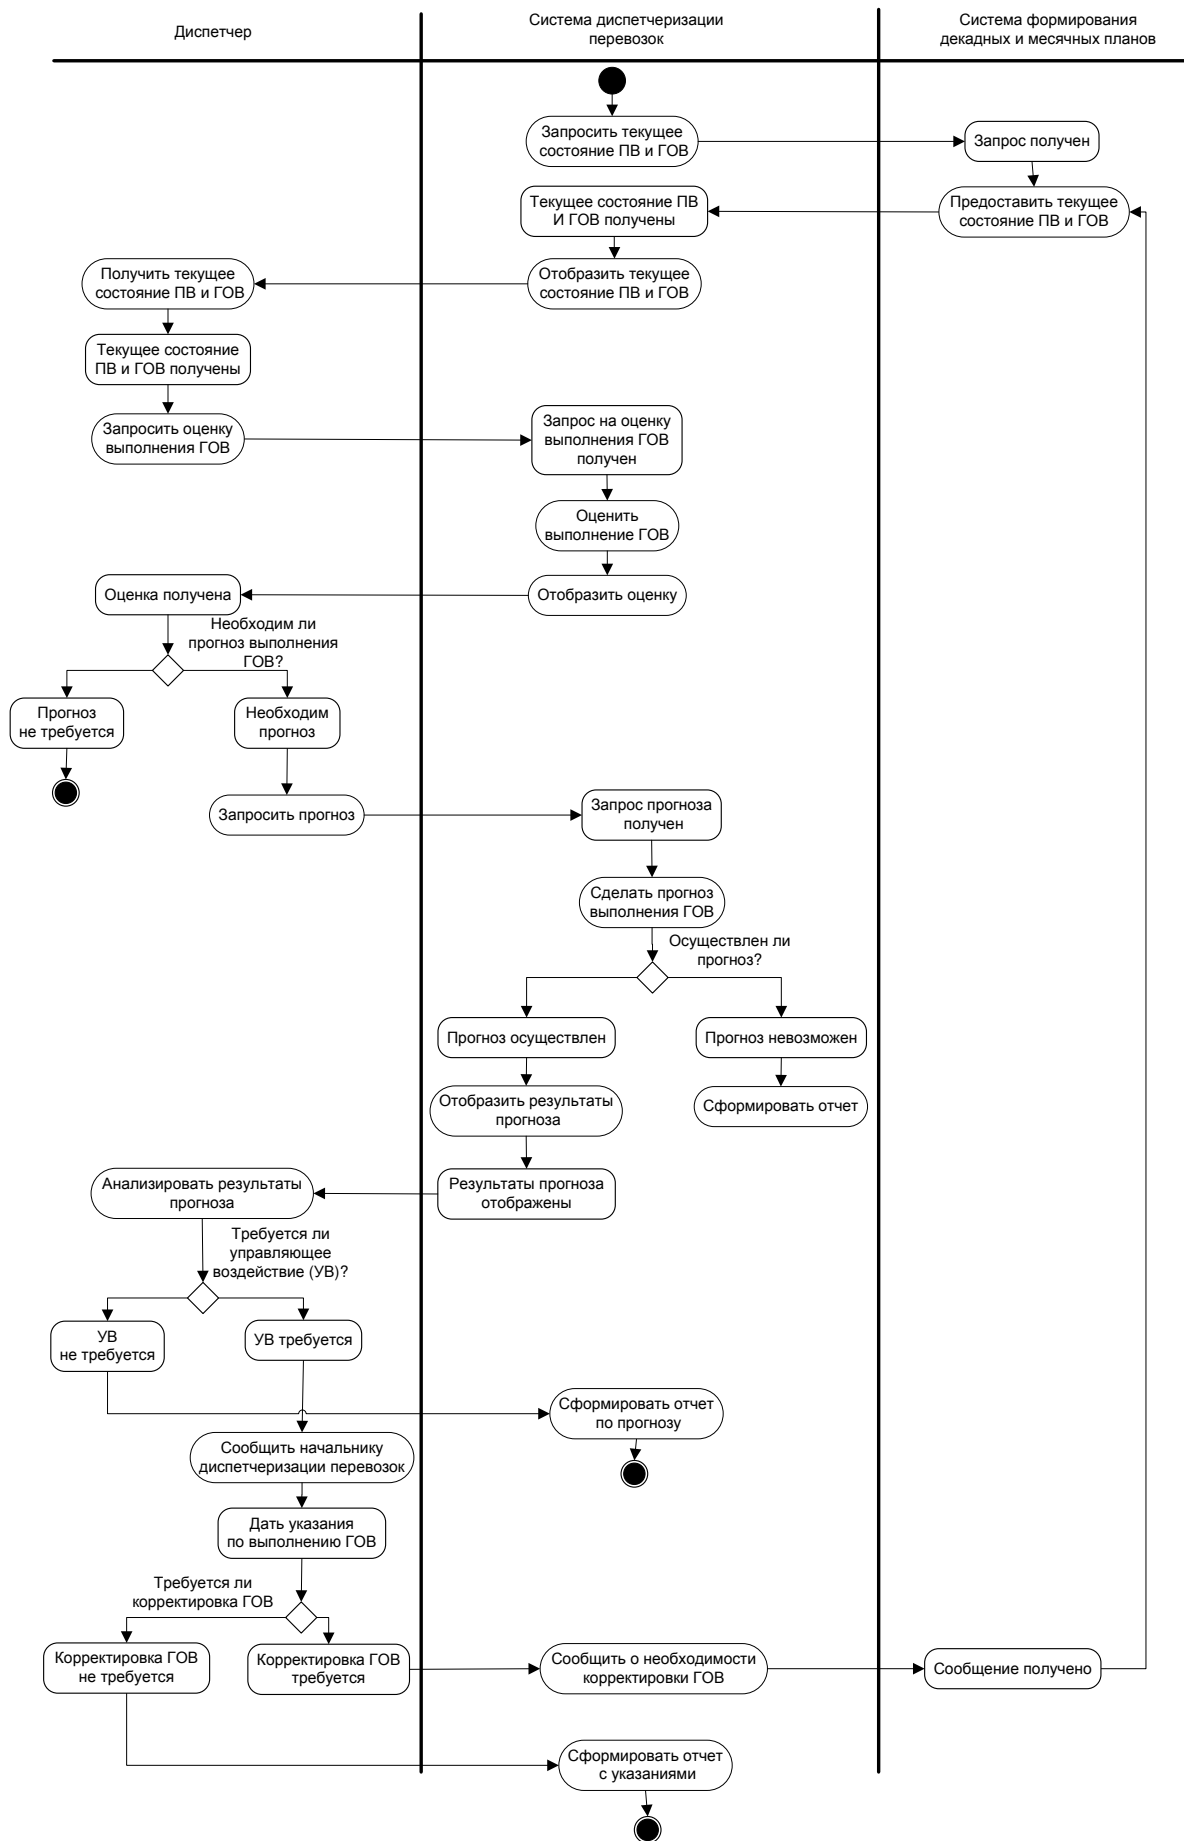 Диспетчер
Система диспетчеризации
перевозок
Система формирования
декадных и месячных планов
Запросить текущее
состояние ПВ и ГОВ
Запрос получен
Текущее состояние ПВ
И ГОВ получены
Предоставить текущее
состояние ПВ и ГОВ
Получить текущее
состояние ПВ и ГОВ
Отобразить текущее
состояние ПВ и ГОВ
Текущее состояние
ПВ и ГОВ получены
Запросить оценку
выполнения ГОВ
Запрос на оценку
выполнения ГОВ
получен
Оценить
выполнение ГОВ
Оценка получена
Отобразить оценку
Необходим ли
прогноз выполнения
ГОВ?
Прогноз
не требуется
Необходим
прогноз
Запросить прогноз
Запрос прогноза
получен
Сделать прогноз
выполнения ГОВ
Осуществлен ли
прогноз?
Прогноз осуществлен
Прогноз невозможен
Отобразить результаты
прогноза
Сформировать отчет
Анализировать результаты
прогноза
Результаты прогноза
отображены
Требуется ли
управляющее
воздействие (УВ)?
УВ
не требуется
УВ требуется
Сформировать отчет
по прогнозу
Сообщить начальнику
диспетчеризации перевозок
Дать указания
по выполнению ГОВ
Требуется ли
корректировка ГОВ
Корректировка ГОВ
не требуется
Корректировка ГОВ
требуется
Сообщить о необходимости
корректировки ГОВ
Сообщение получено
Сформировать отчет
с указаниями